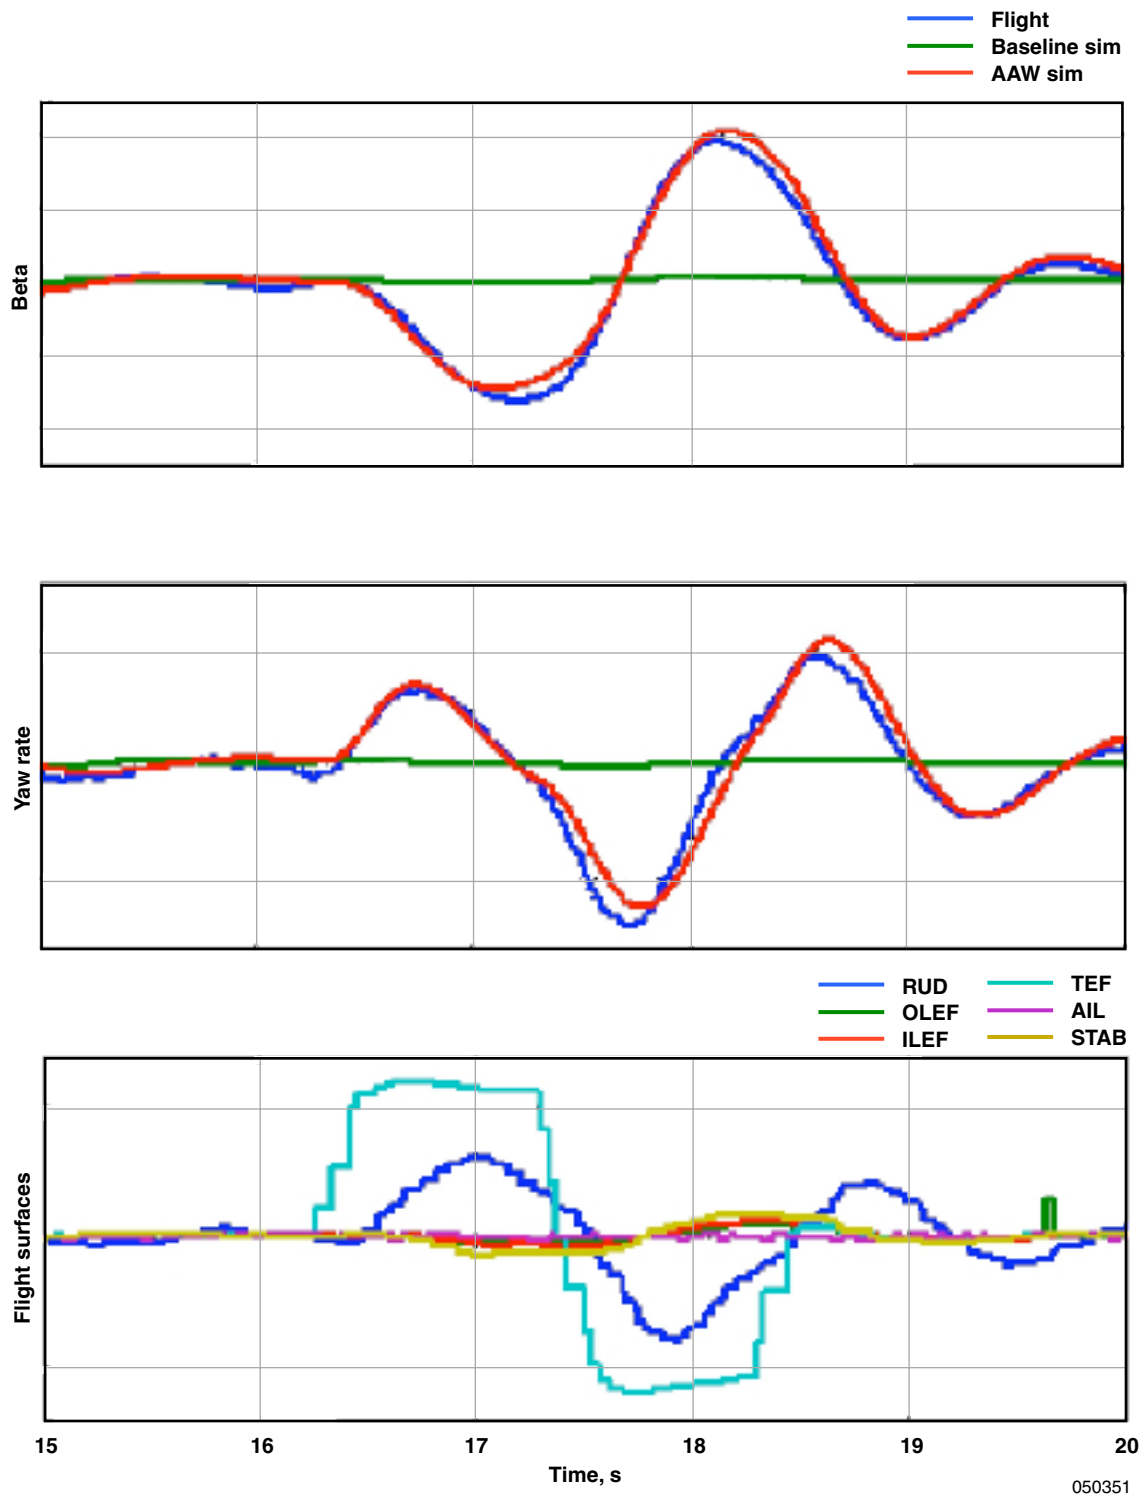 Flight
Baseline sim
AAW sim
Beta
Yaw rate
RUD
OLEF
ILEF
TEF
AIL
STAB
Flight surfaces
15 16 17 18 19 20
Time, s
050351